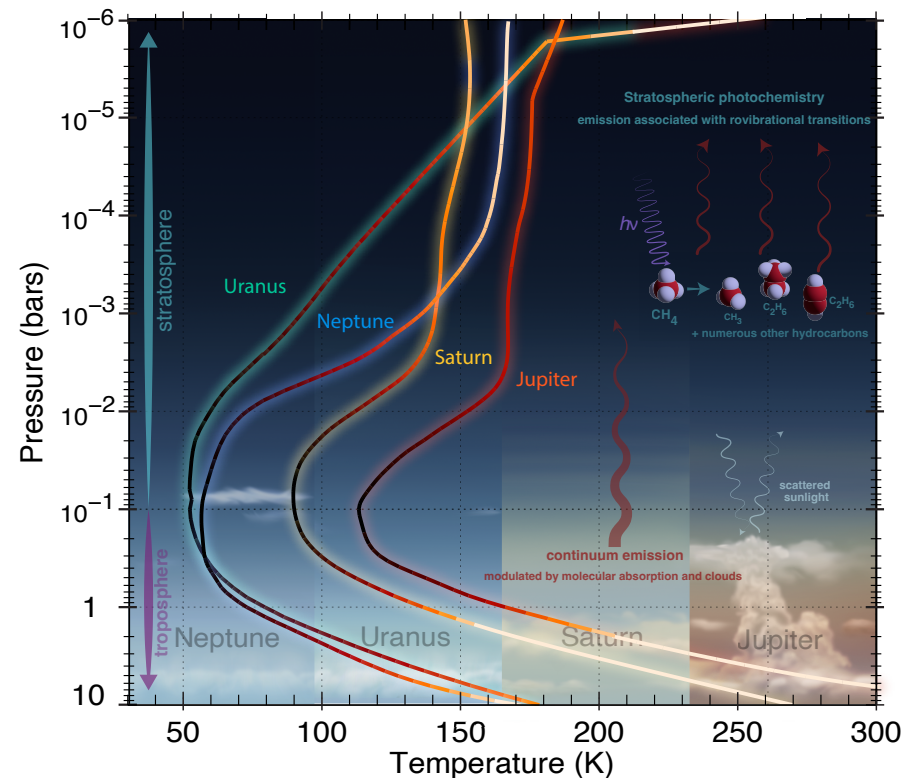 10-6
10-5
10-4
10-3
10-2
10-1
1
10
Pressure (bars)
stratosphere
troposphere
Stratospheric photochemistry
emission associated with rovibrational transitions
hν
CH4
CH3
C2H6
C2H6
+ numerous other hydrocarbons
Uranus
Neptune
Saturn
Jupiter
scattered
sunlight
continuum emission
modulated by molecular absorption and clouds
Neptune
Uranus
Saturn
Jupiter
50
100
150
200
250
300
Temperature (K)